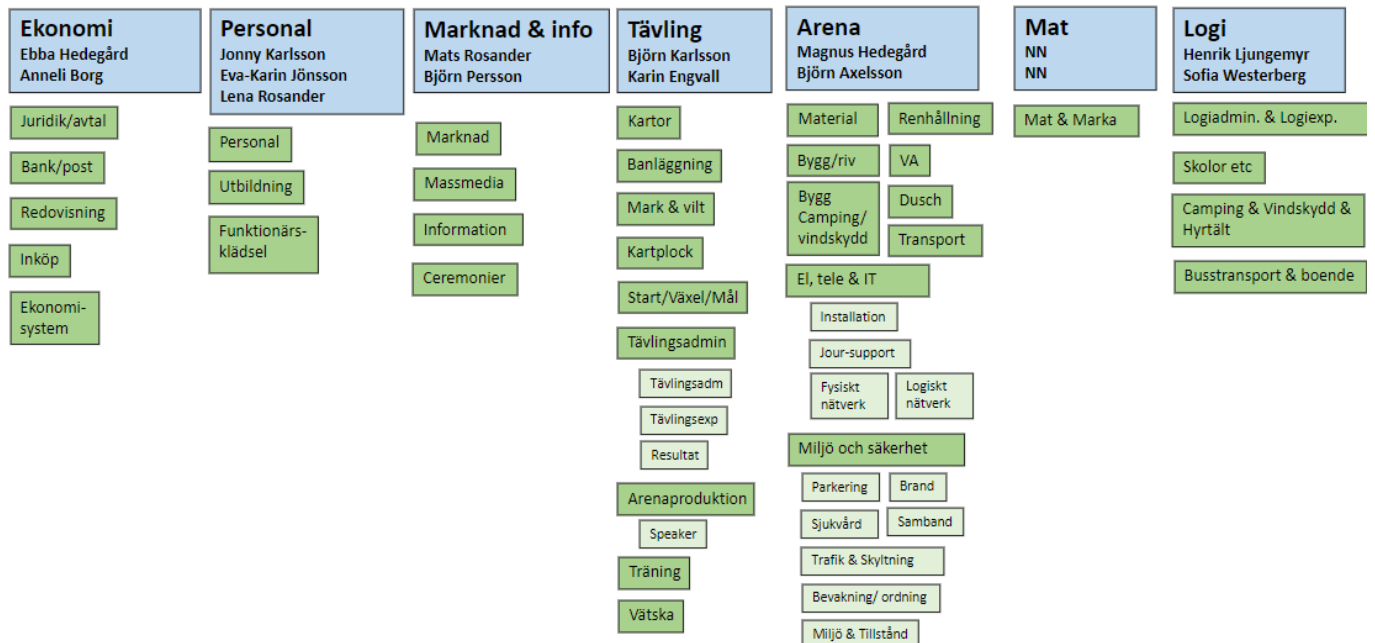 Ekonomi
Ebba Hedegård
Anneli Borg
Juridik/avtal
Bank/post
Redovisning
Inköp
Ekonomi-
system
Personal
Jonny Karlsson
Eva-Karin Jönsson
Lena Rosander
Personal
Utbildning
Funktionärs-
klädsel
Marknad & info
Mats Rosander
Björn Persson
Marknad
Massmedia
Information
Ceremonier
Tävling
Björn Karlsson
Karin Engvall
Kartor
Banläggning
Mark & vilt
Kartplock
Start/Växel/Mål
Tävlingsadmin
Tävlingsadm
Tävlingsexp
Resultat
Arenaproduktion
Speaker
Träning
Vätska
Arena
Magnus Hedegård
Björn Axelsson
Material
Renhållning
Bygg/riv
VA
Bygg
Camping/
vindskydd
Dusch
Transport
El, tele & IT
Installation
Jour-support
Fysiskt
nätverk
Logiskt
nätverk
Miljö och säkerhet
Parkering
Brand
Sjukvård
Samband
Trafik & Skyltning
Bevakning/ ordning
Miljö & Tillstånd
Mat
NN
NN
Mat & Marka
Logi
Henrik Ljungemyr
Sofia Westerberg
Logiadmin. & Logiexp.
Skolor etc
Camping & Vindskydd &
Hyrtält
Busstransport & boende